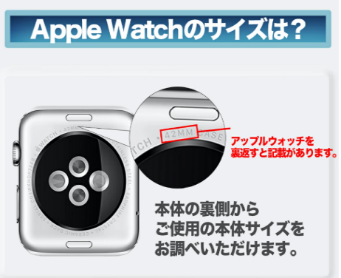 Apple Watchのサイズは？
TCH - 42MM CASE
アップルウォッチを
裏返すと記載があります。
本体の裏側から
ご使用の本体サイズを
お調べいただけます。